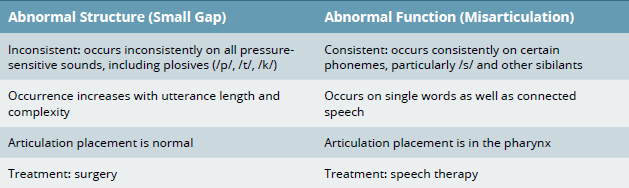 Abnormal Structure (Small Gap)
Abnormal Function (Misarticulation)
Inconsistent: occurs inconsistently on all pressure-
sensitive sounds, including plosives (/p/, /t/, /k/)
Consistent: occurs consistently on certain
phonemes, particularly /s/ and other sibilants
Occurrence increases with utterance length and
complexity
Occurs on single words as well as connected
speech
Articulation placement is normal
Articulation placement is in the pharynx
Treatment: surgery
Treatment: speech therapy